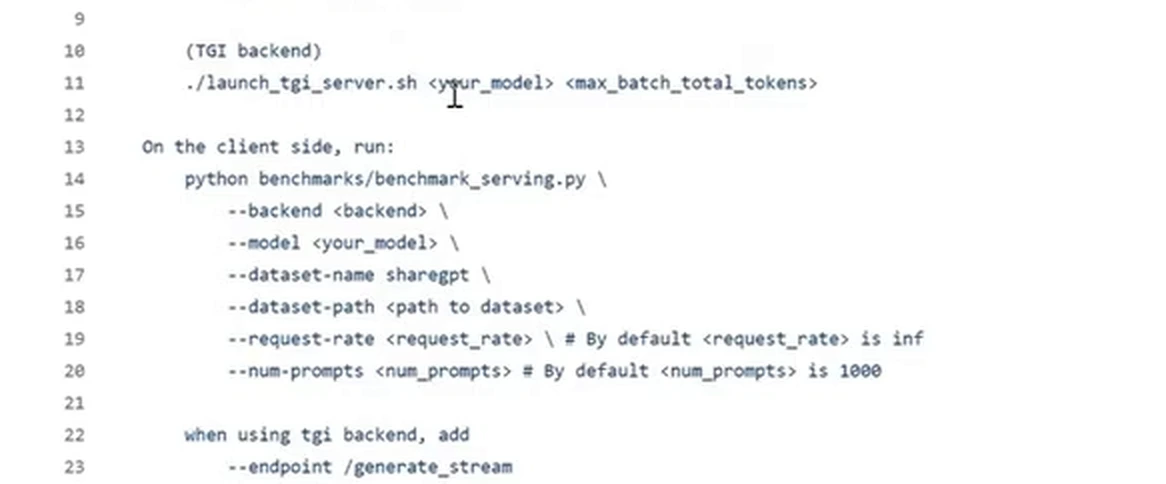 9
10 (TGI backend)
11 ./launch_tgi_server.sh <your_model> <max_batch_total_tokens>
12
13 On the client side, run:
14 python benchmarks/benchmark_serving.py \
15 --backend <backend> \
16 --model <your_model> \
17 --dataset-name sharegpt \
18 --dataset-path <path to dataset> \
19 --request-rate <request_rate> \ # By default <request_rate> is inf
20 --num-prompts <num_prompts> # By default <num_prompts> is 1000
21
22 when using tgi backend, add
23 --endpoint /generate_stream